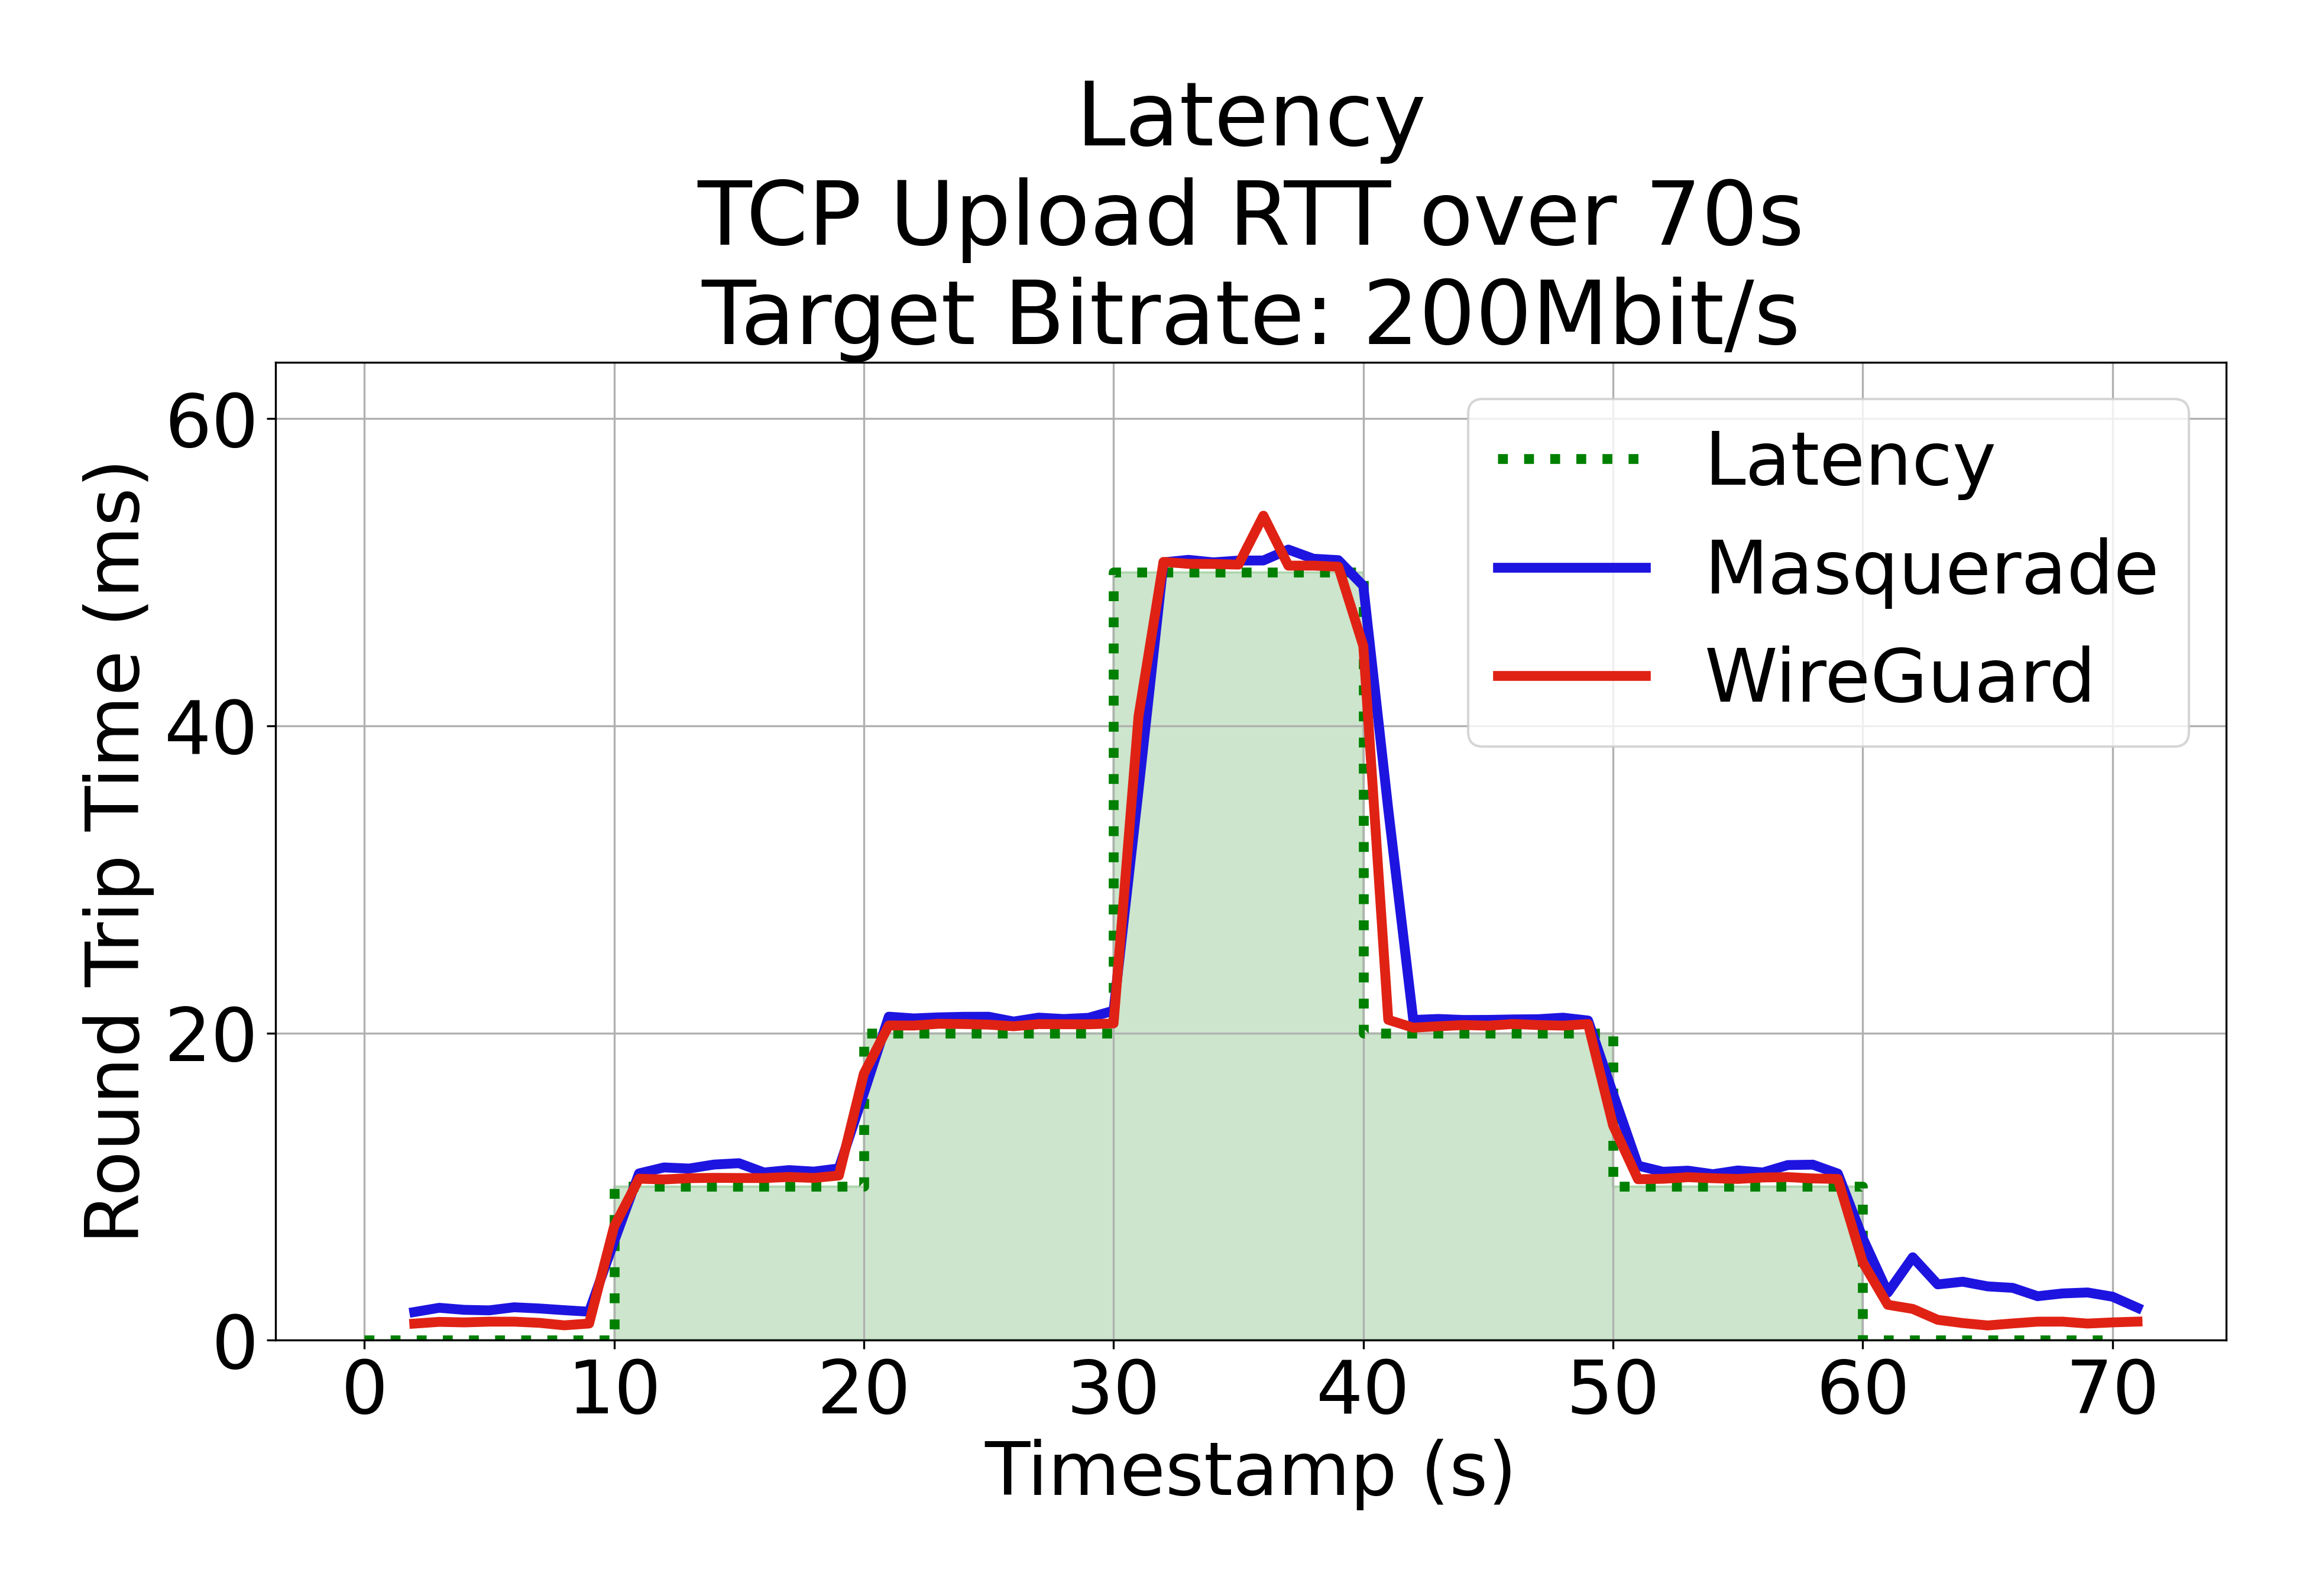 Latency
TCP Upload RTT over 70s
Target Bitrate: 200Mbit/s
Round Trip Time (ms)
60
40
20
0
Latency
Masquerade
WireGuard
0 10 20 30 40 50 60 70
Timestamp (s)